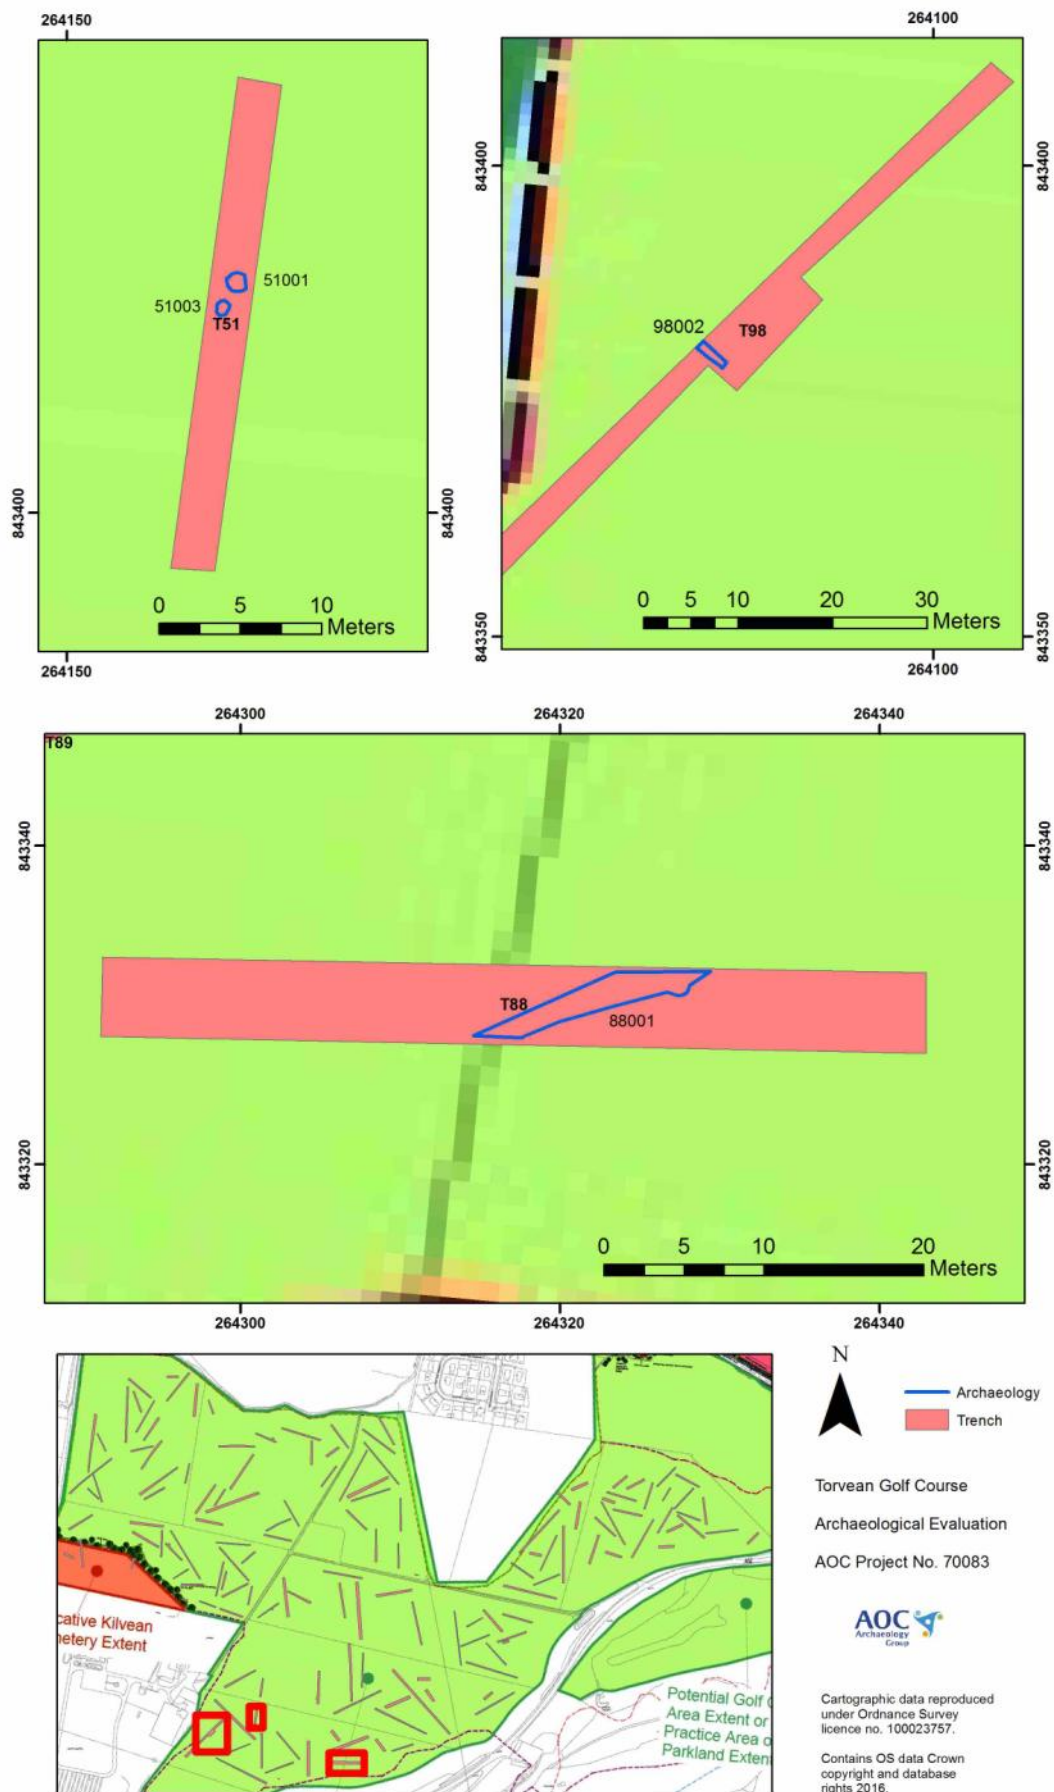 264150
264100
843400
843400
51001
51003
T51
98002
T98
843400
843400
0 5 10
Meters
0 5 10 20 30
Meters
843350
843350
264150
264100
264300 264320 264340
T89
843340
843340
T88
88001
843320
843320
0 5 10 20
Meters
264300 264320 264340
N
Archaeology
Trench
Torvean Golf Course
Archaeological Evaluation
AOC Project No. 70083
AOC
Archaeology
Group
cative Kilvean
netery Extent
Potential Golf
Area Extent or
Practice Area o
Parkland Exten
Cartographic data reproduced
under Ordnance Survey
licence no. 100023757.
Contains OS data Crown
copyright and database
rights 2016.